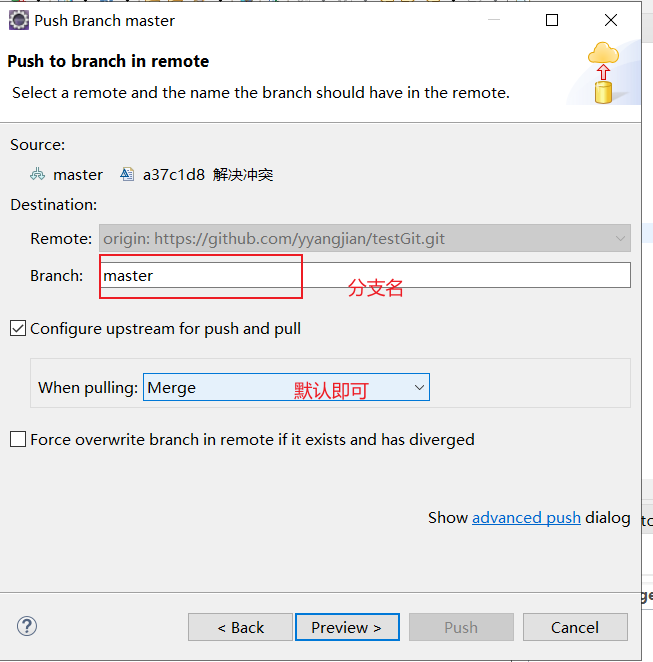 Push Branch master
Push to branch in remote
Select a remote and the name the branch should have in the remote.
Source:
master a37c1d8 解决冲突
Destination:
Remote: origin: https://github.com/yyangjian/testGit.git
Branch: master
分支名
Configure upstream for push and pull
When pulling: Merge 默认即可
Force overwrite branch in remote if it exists and has diverged
Show advanced push dialog
< Back Preview > Push Cancel